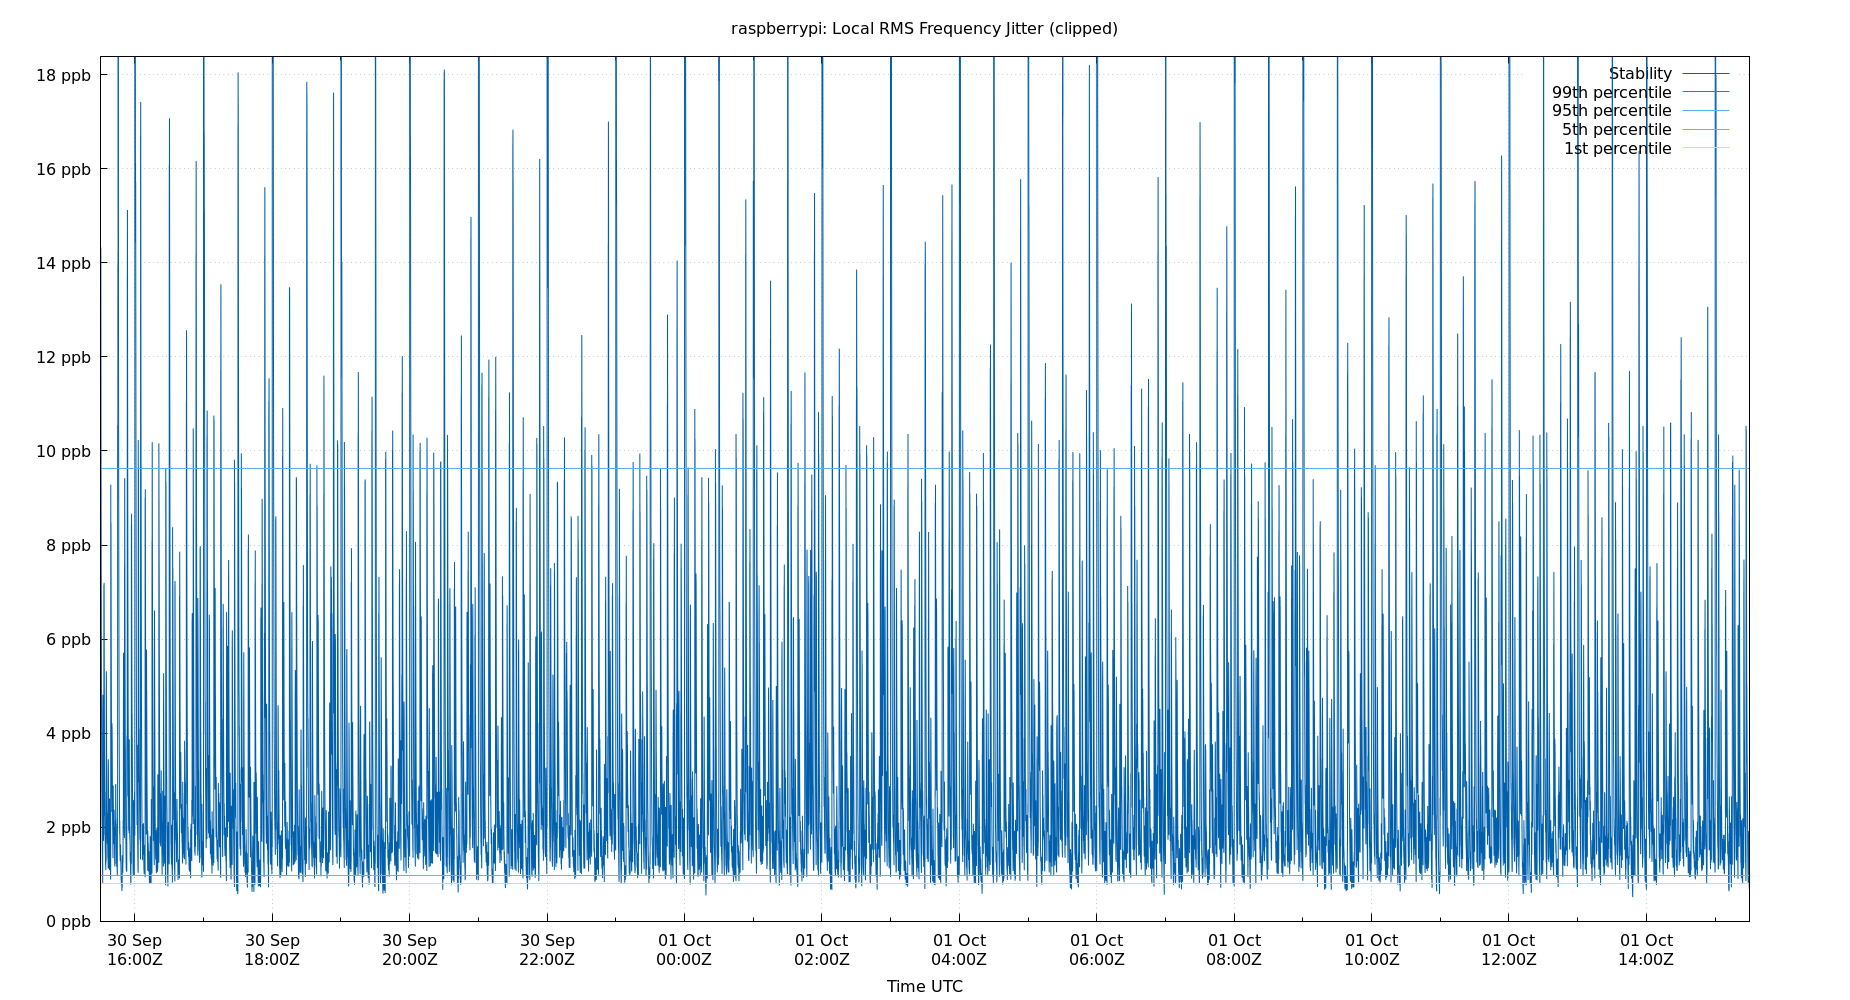 raspberrypi: Local RMS Frequency Jitter (clipped)
18 ppb
16 ppb
14 ppb
12 ppb
10 ppb
8 ppb
6 ppb
4 ppb
2 ppb
0 ppb
Stability
99th percentile
95th percentile
5th percentile
1st percentile
30 Sep 30 Sep 30 Sep 30 Sep 01 Oct 01 Oct 01 Oct 01 Oct 01 Oct 01 Oct 01 Oct 01 Oct
16:00Z 18:00Z 20:00Z 22:00Z 00:00Z 02:00Z 04:00Z 06:00Z 08:00Z 10:00Z 12:00Z 14:00Z
Time UTC